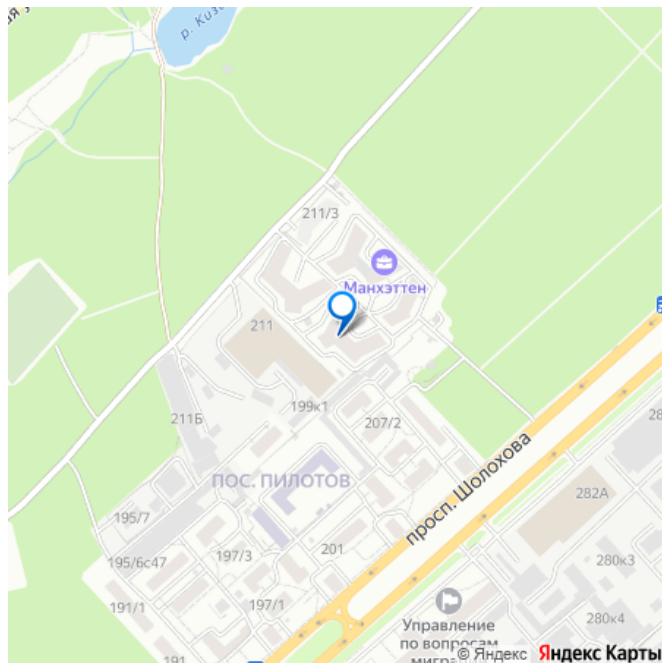 р. Киз
211/3
Манхэттен
211
211Б
199к1
207/2
просп. Шолохова
ПОС. ПИЛОТОВ
282А
195/7
201
280к3
195/6с47
197/3
191/1
197/1
280к4
191
Управление
по вопросам
© Яндекс Яндекс Карты